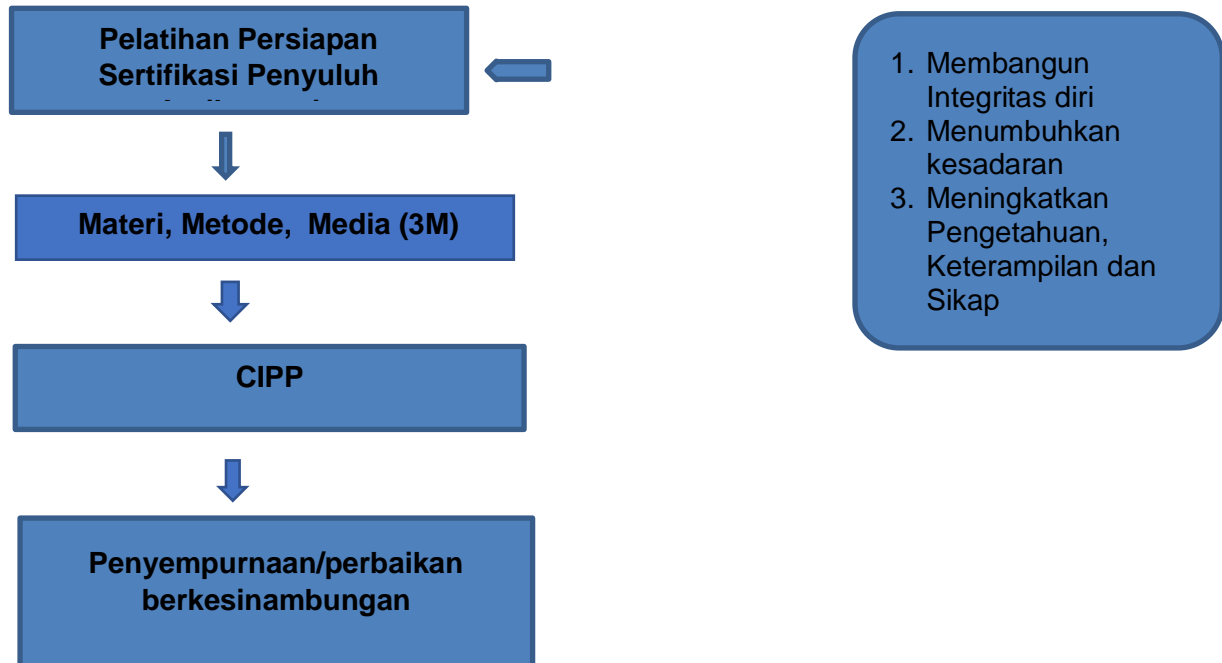 Pelatihan Persiapan
Sertifikasi Penyuluh
Materi, Metode, Media (3M)
CIPP
Penyempurnaan/perbaikan
berkesinambungan
1. Membangun
Integritas diri
2. Menumbuhkan
kesadaran
3. Meningkatkan
Pengetahuan,
Keterampilan dan
Sikap